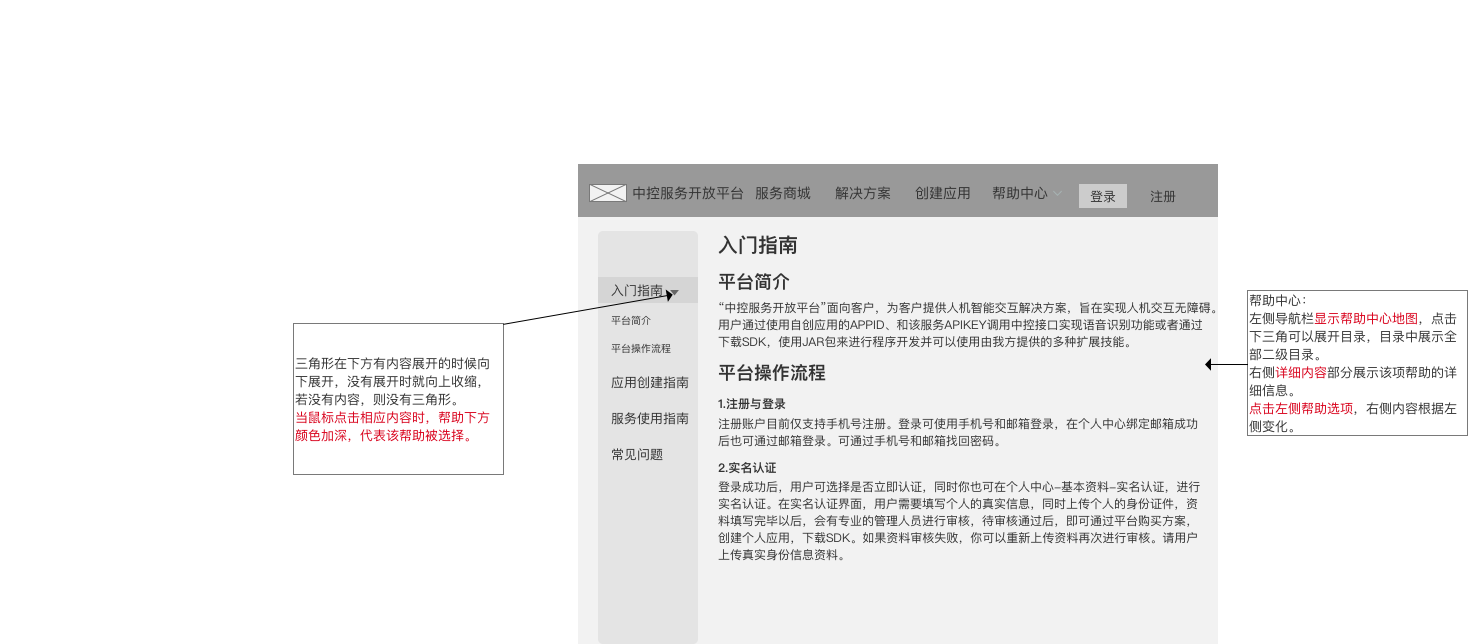 中控服务开放平台 服务商城 解决方案 创建应用 帮助中心 登录 注册
入门指南
平台简介
平台操作流程
应用创建指南
服务使用指南
常见问题
入门指南
平台简介
“中控服务开放平台”面向客户，为客户提供人机智能交互解决方案，旨在实现人机交互无障碍。
用户通过使用自创应用的APPID、和该服务APIKEY调用中控接口实现语音识别功能或者通过
下载SDK，使用JAR包来进行程序开发并可以使用由我方提供的多种扩展技能。
平台操作流程
1.注册与登录
注册账户目前仅支持手机号注册。登录可使用手机号和邮箱登录，在个人中心绑定邮箱成功
后也可通过邮箱登录。可通过手机号和邮箱找回密码。
2.实名认证
登录成功后，用户可选择是否立即认证，同时你也可在个人中心-基本资料-实名认证，进行
实名认证。在实名认证界面，用户需要填写个人的真实信息，同时上传个人的身份证件，资
料填写完毕以后，会有专业的管理人员进行审核，待审核通过后，即可通过平台购买方案，
创建个人应用，下载SDK。如果资料审核失败，你可以重新上传资料再次进行审核。请用户
上传真实身份信息资料。
三角形在下方有内容展开的时候向
下展开，没有展开时就向上收缩，
若没有内容，则没有三角形。
当鼠标点击相应内容时，帮助下方
颜色加深，代表该帮助被选择。
帮助中心：
左侧导航栏显示帮助中心地图，点击
下三角可以展开目录，目录中展示全
部二级目录。
右侧详细内容部分展示该项帮助的详
细信息。
点击左侧帮助选项，右侧内容根据左
侧变化。